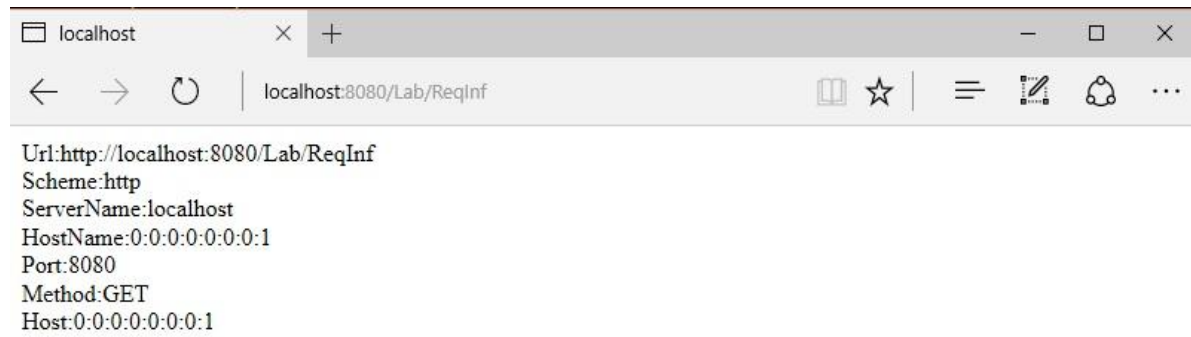 localhost
localhost:8080/Lab/ReqInf
Url:http://localhost:8080/Lab/ReqInf
Scheme:http
ServerName:localhost
HostName:0:0:0:0:0:0:0:1
Port:8080
Method:GET
Host:0:0:0:0:0:0:0:1